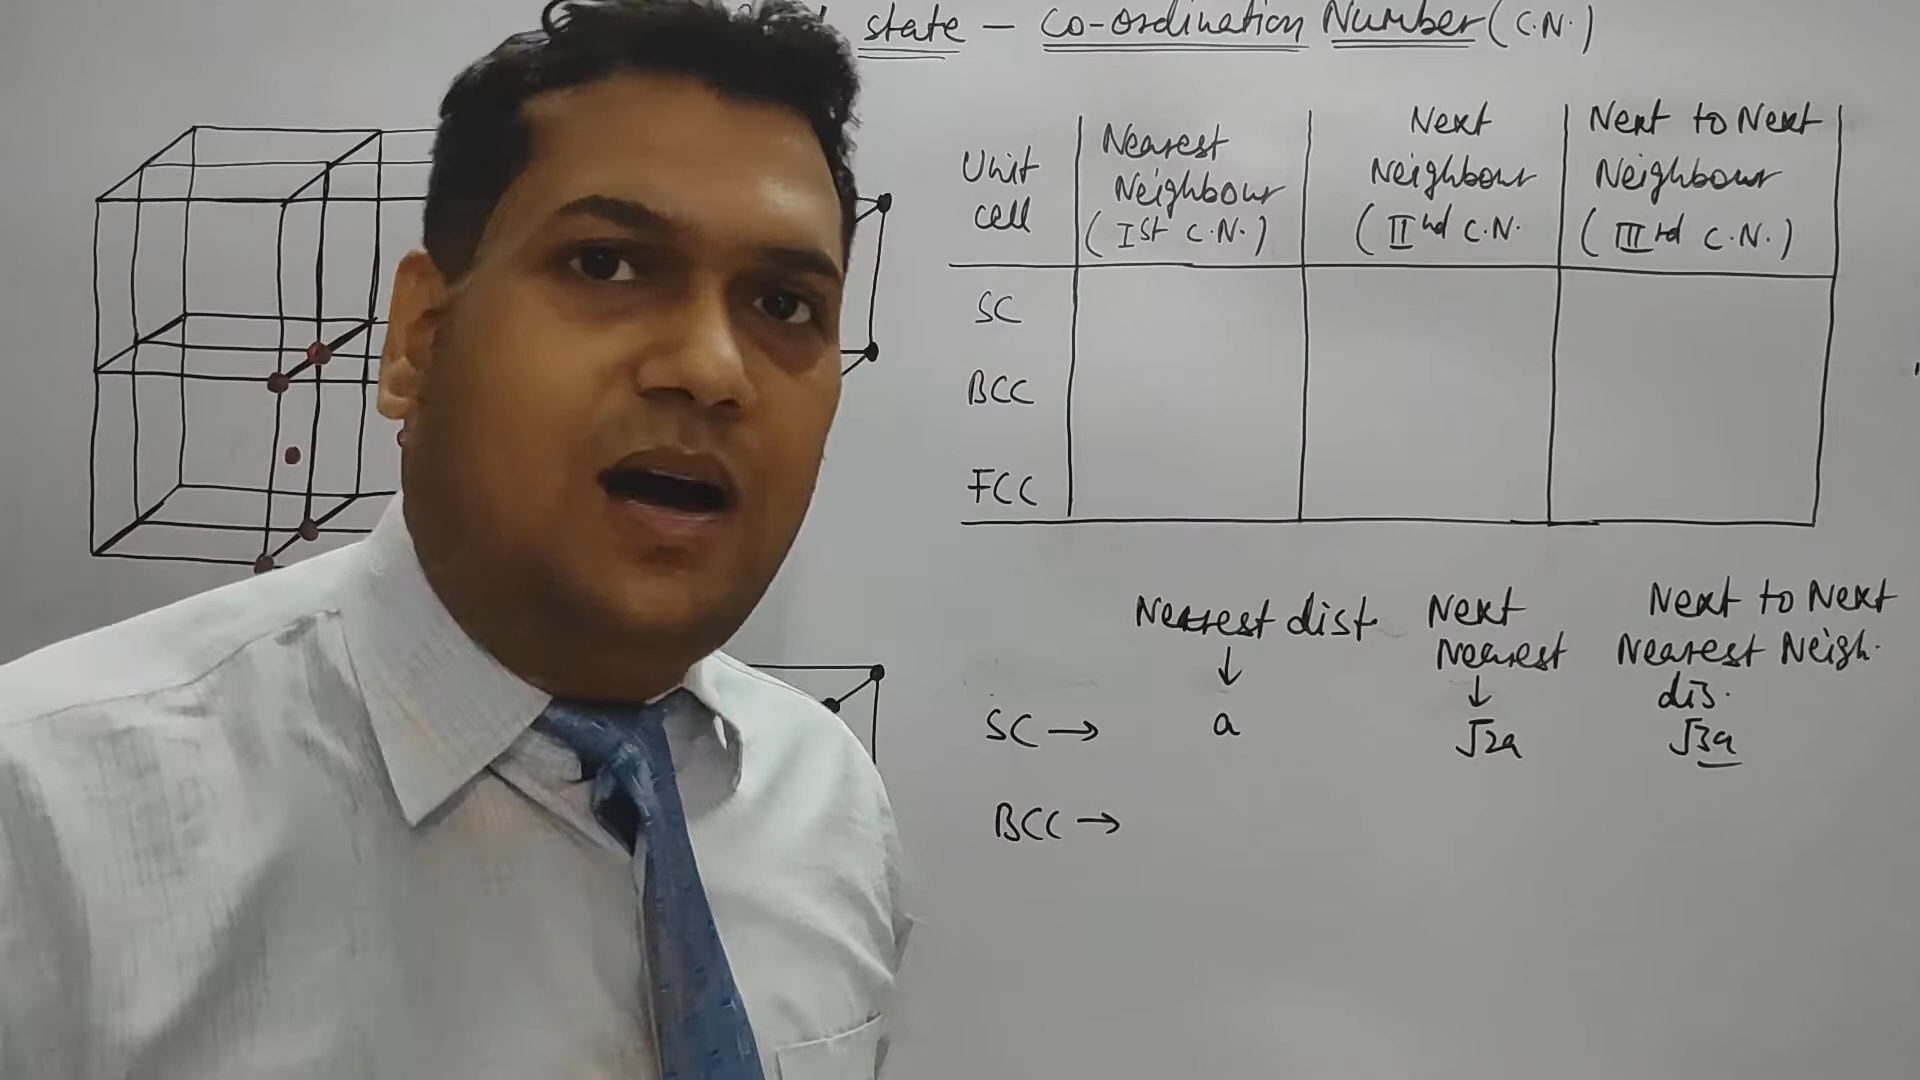 state – Co-ordination Number (C.N.)
Unit cell
Nearest Neighbour (Ist C.N.)
Next Neighbour (IInd C.N.
Next to Next Neighbour (IIIrd C.N.)
SC
BCC
FCC
Nearest dist.
Next Nearest
Next to Next Nearest Neigh. dis.
↓
↓
SC → a √2a √3a
BCC →